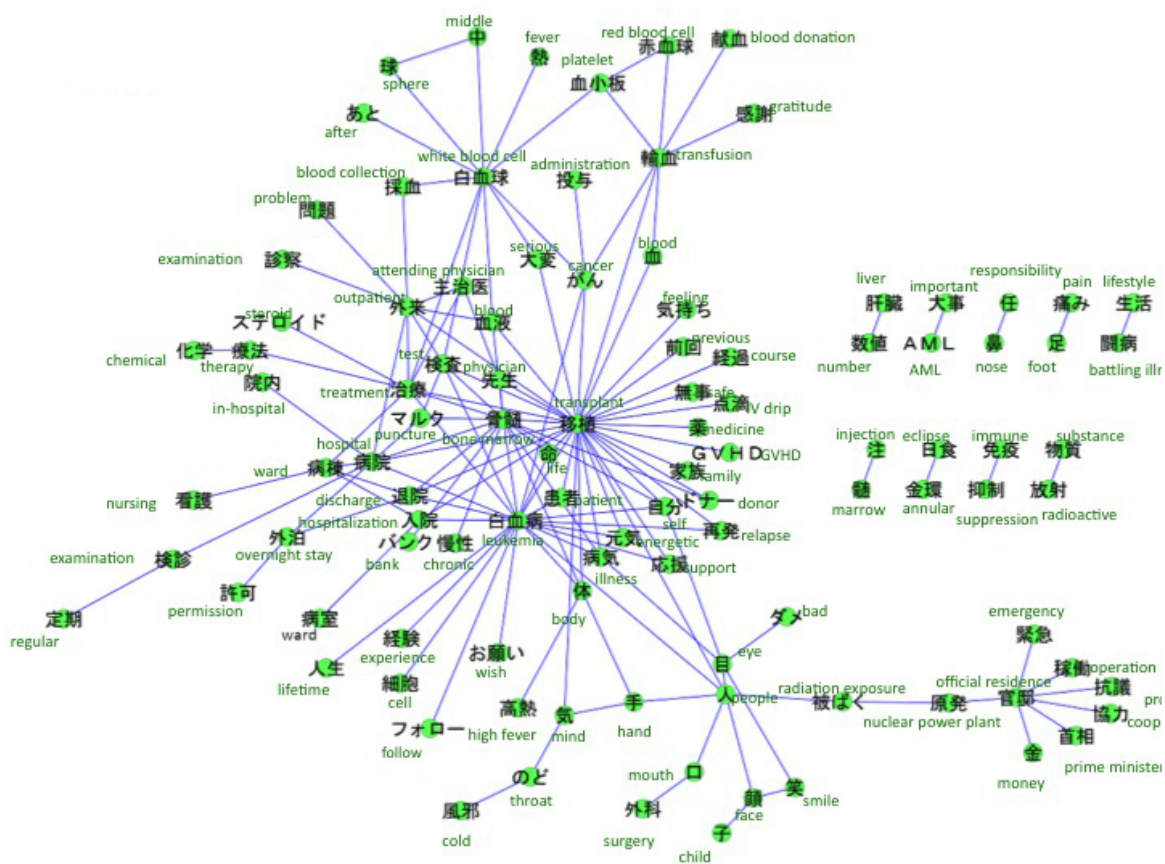 middle
中
球
sphere
fever
熱
red blood cell
赤血球
献血
blood donation
platelet
血小板
あと
after
感謝
gratitude
white blood cell
白血球
administration
投与
輸血
transfusion
blood collection
採血
problem
問題
examination
診察
serious
大変
cancer
がん
blood
血
attending physician
主治医
outpatient
外来
blood
血液
feeling
気持ち
steroid
ステロイド
previous
前回
course
経過
chemical
化学
療法
therapy
test
検査
physician
先生
院内
in-hospital
treatment
治療
transplant
移植
無事
safe
点滴
IV drip
マルク
puncture
骨髄
bone marrow
薬
medicine
hospital
病院
命
life
GVHD
GVHD
家族
family
ward
病棟
nursing
看護
discharge
退院
患者
patient
自分
self
ドナー
donor
hospitalization
入院
白血病
leukemia
元気
energetic
再発
relapse
外泊
overnight stay
バンク
bank
慢性
chronic
病気
illness
応援
support
examination
検診
許可
permission
体
body
定期
regular
病室
ward
経験
experience
お願い
wish
人生
lifetime
細胞
cell
ダメ
bad
目
eye
人
people
手
hand
高熱
high fever
気
mind
フォロー
follow
のど
throat
風邪
cold
mouth
口
外科
surgery
顔
face
笑
smile
子
child
radiation exposure
被ばく
原発
nuclear power plant
official residence
官邸
emergency
緊急
稼働
operation
抗議
pro
協力
coop
首相
prime minister
金
money
liver
肝臓
数値
number
important
大事
AML
AML
responsibility
任
鼻
nose
pain
痛み
足
foot
lifestyle
生活
闘病
battling illn
injection
注
髄
marrow
eclipse
日食
金環
annular
immune
免疫
抑制
suppression
substance
物質
放射
radioactive